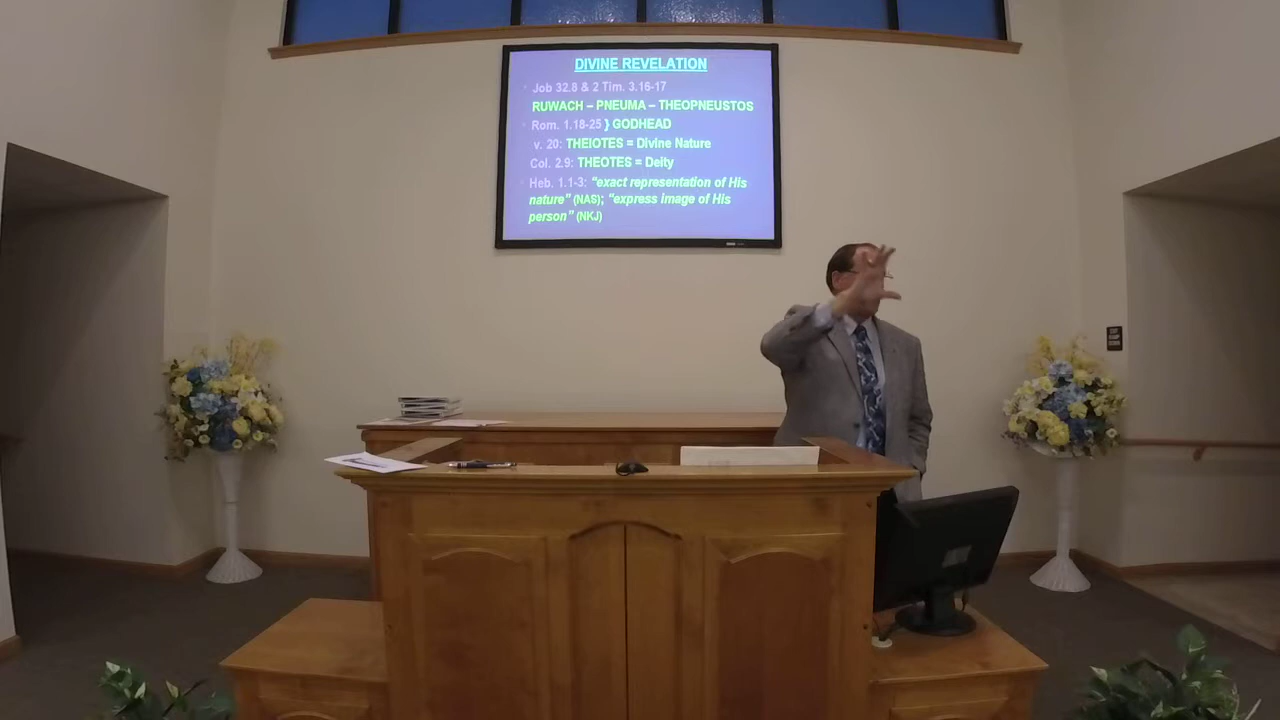 DIVINE REVELATION
• Job 32.8 & 2 Tim. 3.16-17
RUWACH – PNEUMA – THEOPNEUSTOS
• Rom. 1.18-25 } GODHEAD
v. 20: THEIOTES = Divine Nature
Col. 2.9: THEOTES = Deity
• Heb. 1.1-3: “exact representation of His
nature” (NAS); “express image of His
person” (NKJ)